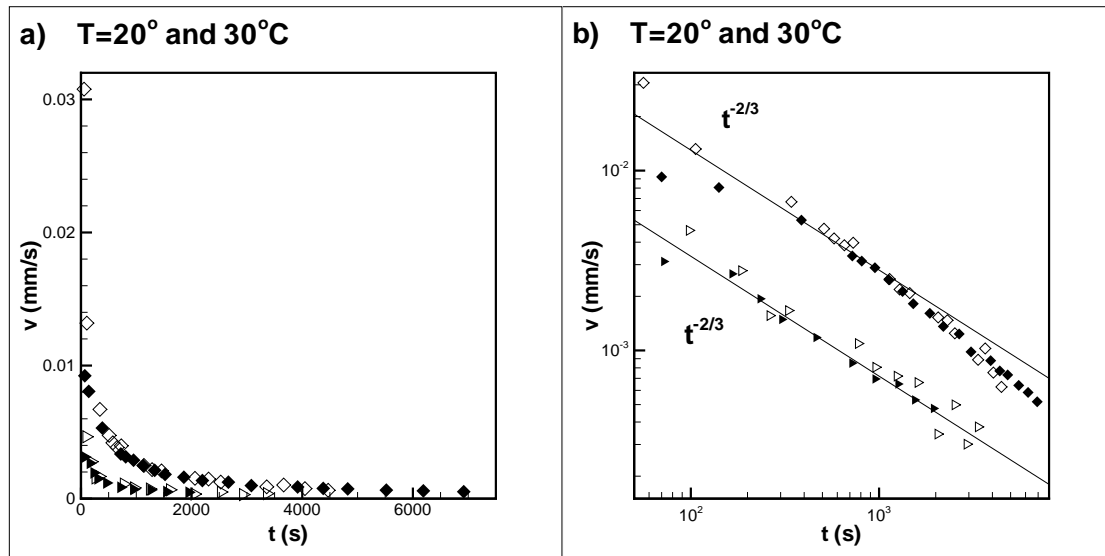 a) T=20° and 30°C
v (mm/s)
0.03
0.02
0.01
0
0 2000 4000 6000
t (s)
b) T=20° and 30°C
v (mm/s)
10⁻²
10⁻³
t⁻²/³
t⁻²/³
10² 10³
t (s)